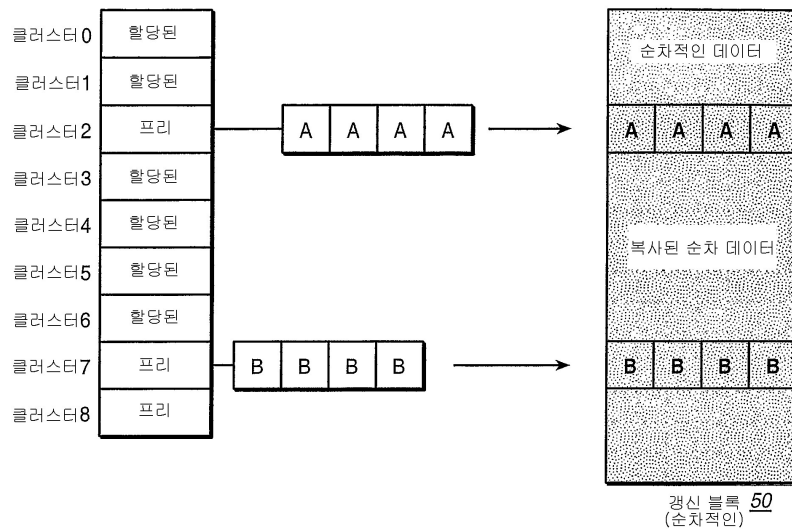 클러스터0 할당된
클러스터1 할당된
클러스터2 프리 A A A A
클러스터3 할당된
클러스터4 할당된
클러스터5 할당된
클러스터6 할당된
클러스터7 프리 B B B B
클러스터8 프리
순차적인 데이터
A A A A
복사된 순차 데이터
B B B B
갱신 블록 50
(순차적인)